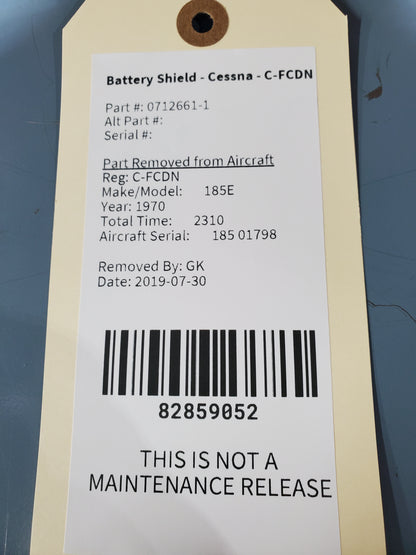 Battery Shield - Cessna - C-FCDN
Part #: 0712661-1
Alt Part #:
Serial #:
Part Removed from Aircraft
Reg: C-FCDN
Make/Model: 185E
Year: 1970
Total Time: 2310
Aircraft Serial: 185 01798
Removed By: GK
Date: 2019-07-30
82859052
THIS IS NOT A
MAINTENANCE RELEASE